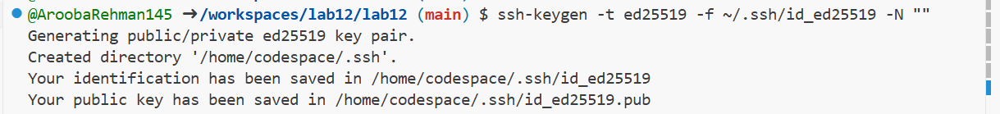 @AroobaRehman145 ➜/workspaces/lab12/lab12 (main) $ ssh-keygen -t ed25519 -f ~/.ssh/id_ed25519 -N ""
Generating public/private ed25519 key pair.
Created directory '/home/codespace/.ssh'.
Your identification has been saved in /home/codespace/.ssh/id_ed25519
Your public key has been saved in /home/codespace/.ssh/id_ed25519.pub